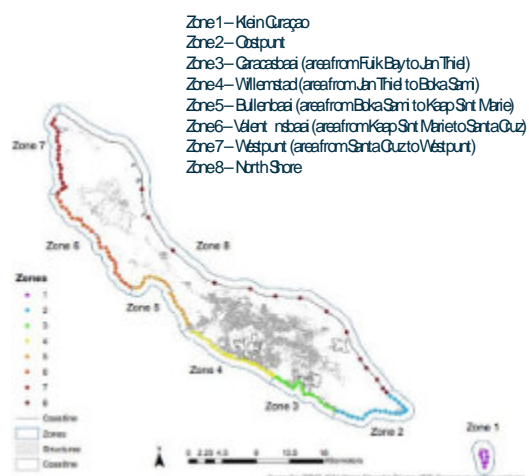 Zone 1 – Klein Curaçao
Zone 2 – Oostpunt
Zone 3 – Caracasbaai (area from Fuik Bay to Jan Thiel)
Zone 4 – Willemstad (area from Jan Thiel to Boka Sami)
Zone 5 – Bullenbaai (area from Boka Sami to Kaap Sint Marie)
Zone 6 – Valent nsbaai (area from Kaap Sint Marie to Santa Cruz)
Zone 7 – Westpunt (area from Santa Cruz to Westpunt)
Zone 8 – North Shore
Zone 7
Zone 6
Zone 8
Zones
1
2
3
4
5
6
7
8
Coastline
Zones
Structures
Coastline
Zone 5
Zone 4
Zone 3
Zone 2
Zone 1
Kilometers